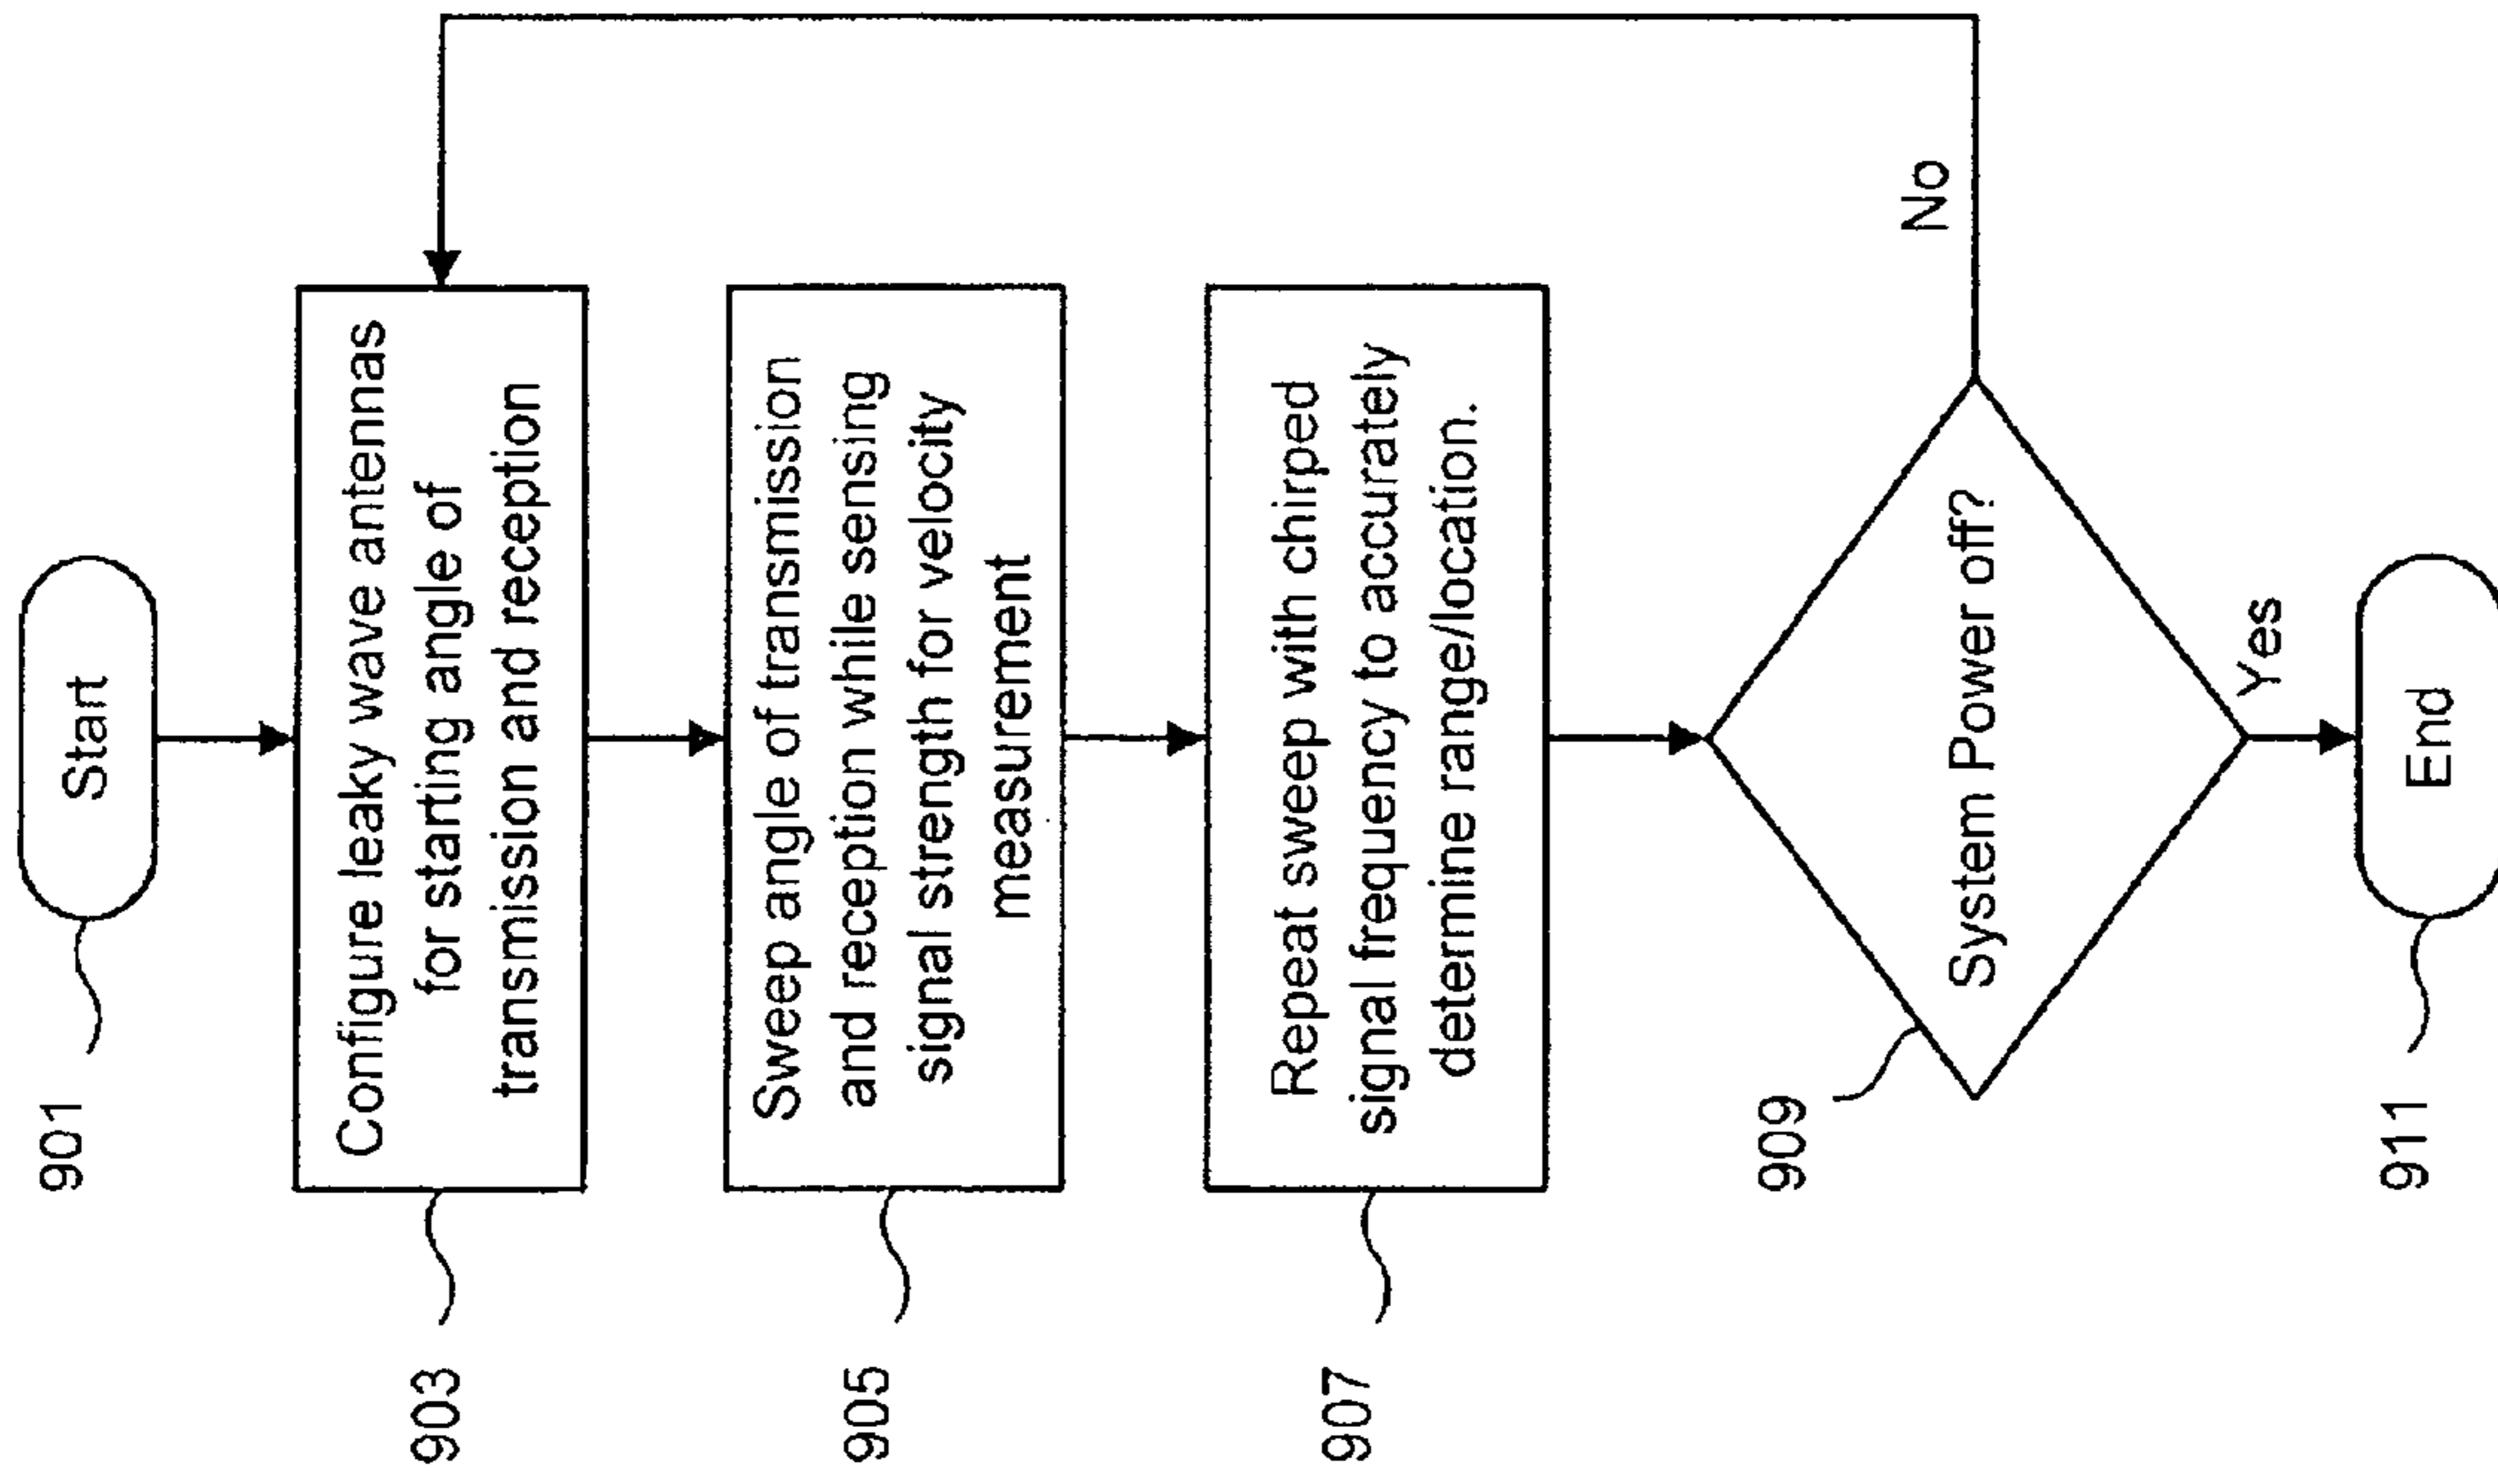 901
Start
903
Configure leaky wave antennas
for starting angle of
transmission and reception
905
Sweep angle of transmission
and reception while sensing
signal strength for velocity
measurement
907
Repeat sweep with chirped
signal frequency to accurately
determine range/location.
909
System Power off?
No
Yes
911
End